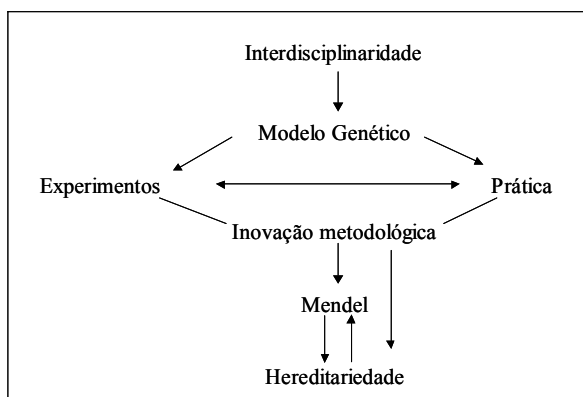 Interdisciplinaridade
Modelo Genético
Experimentos
Prática
Inovação metodológica
Mendel
Hereditariedade